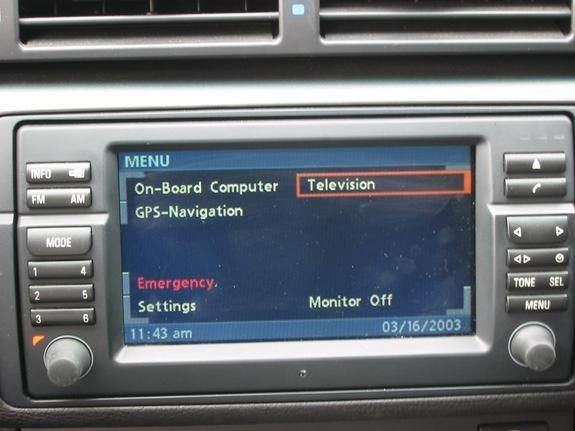 MENU
On-Board Computer Television
GPS-Navigation
Emergency
Settings Monitor Off
11:43 am 03/16/2003
INFO
FM AM
MODE
1 4
2 5
3 6
TONE SEL
MENU